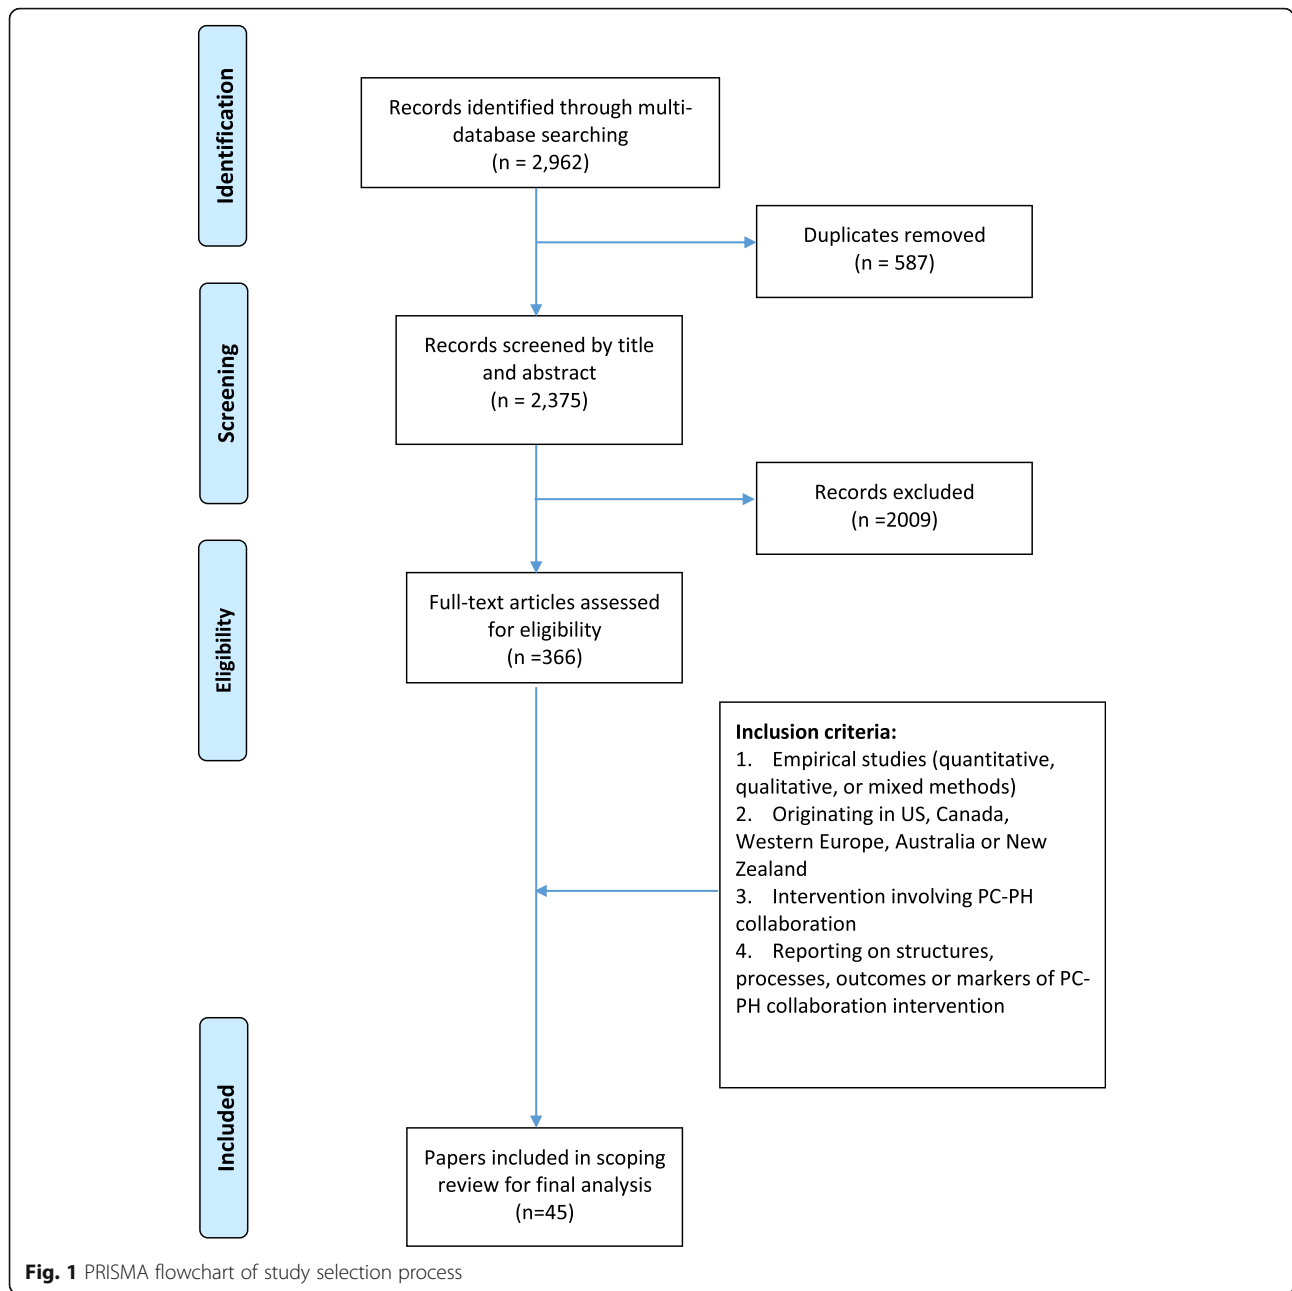 Identification
Records identified through multi-
database searching
(n = 2,962)
Duplicates removed
(n = 587)
Screening
Records screened by title
and abstract
(n = 2,375)
Records excluded
(n =2009)
Eligibility
Full-text articles assessed
for eligibility
(n =366)
Inclusion criteria:
1. Empirical studies (quantitative,
qualitative, or mixed methods)
2. Originating in US, Canada,
Western Europe, Australia or New
Zealand
3. Intervention involving PC-PH
collaboration
4. Reporting on structures,
processes, outcomes or markers of PC-
PH collaboration intervention
Included
Papers included in scoping
review for final analysis
(n=45)
Fig. 1 PRISMA flowchart of study selection process